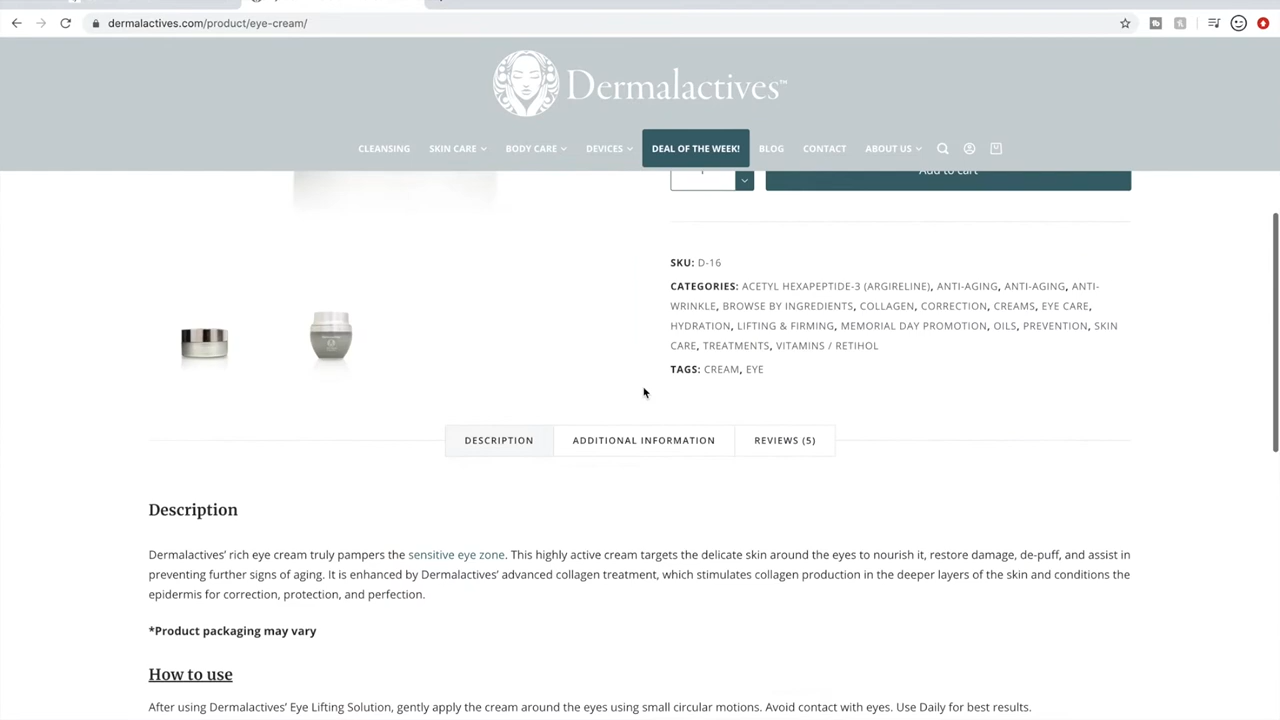 dermalactives.com/product/eye-cream/
Dermalactives™
CLEANSING SKIN CARE BODY CARE DEVICES DEAL OF THE WEEK! BLOG CONTACT ABOUT US
Add to cart
SKU: D-16
CATEGORIES: ACETYL HEXAPEPTIDE-3 (ARGIRELINE), ANTI-AGING, ANTI-AGING, ANTI-
WRINKLE, BROWSE BY INGREDIENTS, COLLAGEN, CORRECTION, CREAMS, EYE CARE,
HYDRATION, LIFTING & FIRMING, MEMORIAL DAY PROMOTION, OILS, PREVENTION, SKIN
CARE, TREATMENTS, VITAMINS / RETIHOL
TAGS: CREAM, EYE
DESCRIPTION ADDITIONAL INFORMATION REVIEWS (5)
Description
Dermalactives’ rich eye cream truly pampers the sensitive eye zone. This highly active cream targets the delicate skin around the eyes to nourish it, restore damage, de-puff, and assist in
preventing further signs of aging. It is enhanced by Dermalactives’ advanced collagen treatment, which stimulates collagen production in the deeper layers of the skin and conditions the
epidermis for correction, protection, and perfection.
*Product packaging may vary
How to use
After using Dermalactives’ Eye Lifting Solution, gently apply the cream around the eyes using small circular motions. Avoid contact with eyes. Use Daily for best results.